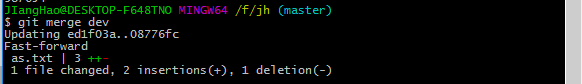 JIangHao@DESKTOP-F648TNO MINGW64 /f/jh (master)
$ git merge dev
Updating ed1f03a..08776fc
Fast-forward
 as.txt | 3 ++-
 1 file changed, 2 insertions(+), 1 deletion(-)